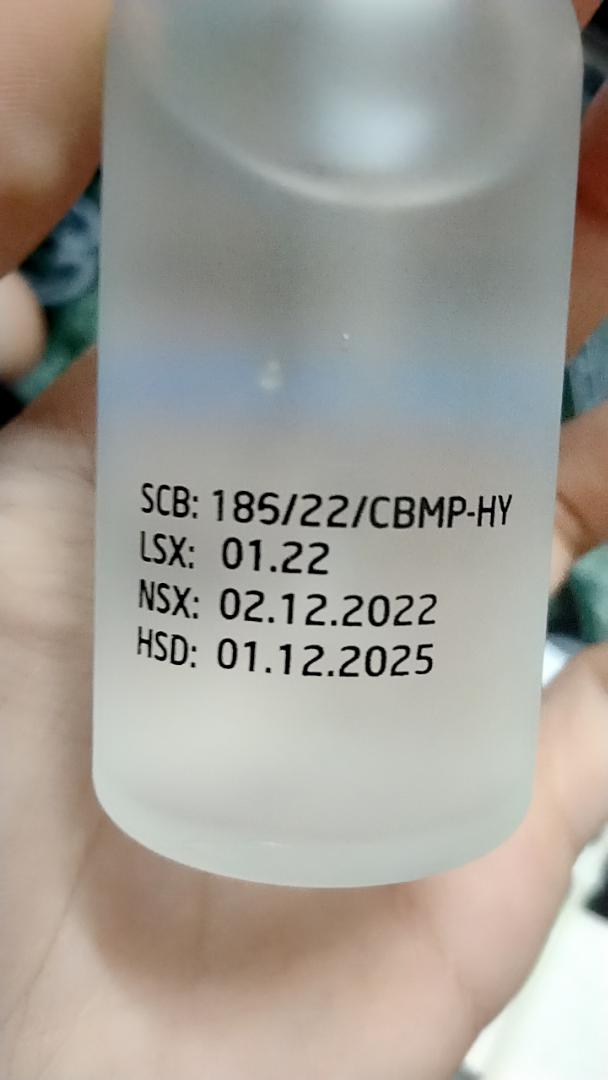 SCB: 185/22/CBMP-HY
LSX: 01.22
NSX: 02.12.2022
HSD: 01.12.2025